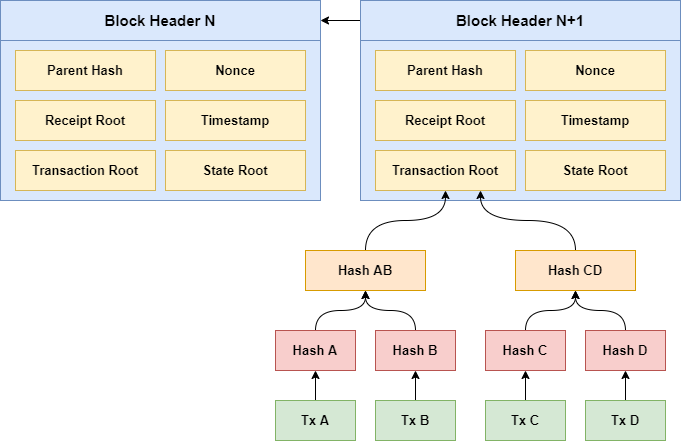 Block Header N
Block Header N+1
Parent Hash
Nonce
Parent Hash
Nonce
Receipt Root
Timestamp
Receipt Root
Timestamp
Transaction Root
State Root
Transaction Root
State Root
Hash AB
Hash CD
Hash A
Hash B
Hash C
Hash D
Tx A
Tx B
Tx C
Tx D